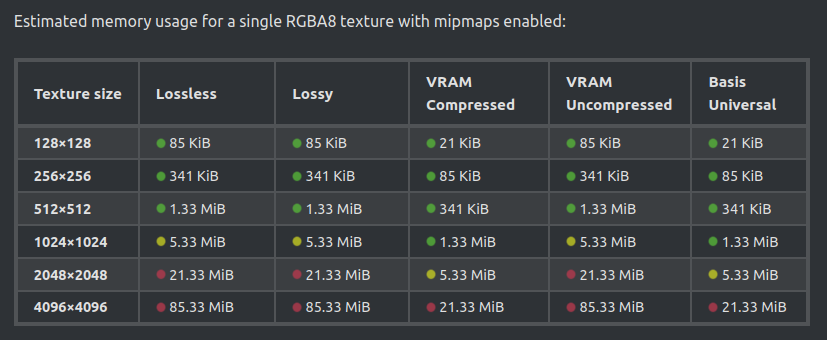 Estimated memory usage for a single RGBA8 texture with mipmaps enabled:
Texture size Lossless Lossy VRAM Compressed VRAM Uncompressed Basis Universal
128×128 85 KiB 85 KiB 21 KiB 85 KiB 21 KiB
256×256 341 KiB 341 KiB 85 KiB 341 KiB 85 KiB
512×512 1.33 MiB 1.33 MiB 341 KiB 1.33 MiB 341 KiB
1024×1024 5.33 MiB 5.33 MiB 1.33 MiB 5.33 MiB 1.33 MiB
2048×2048 21.33 MiB 21.33 MiB 5.33 MiB 21.33 MiB 5.33 MiB
4096×4096 85.33 MiB 85.33 MiB 21.33 MiB 85.33 MiB 21.33 MiB